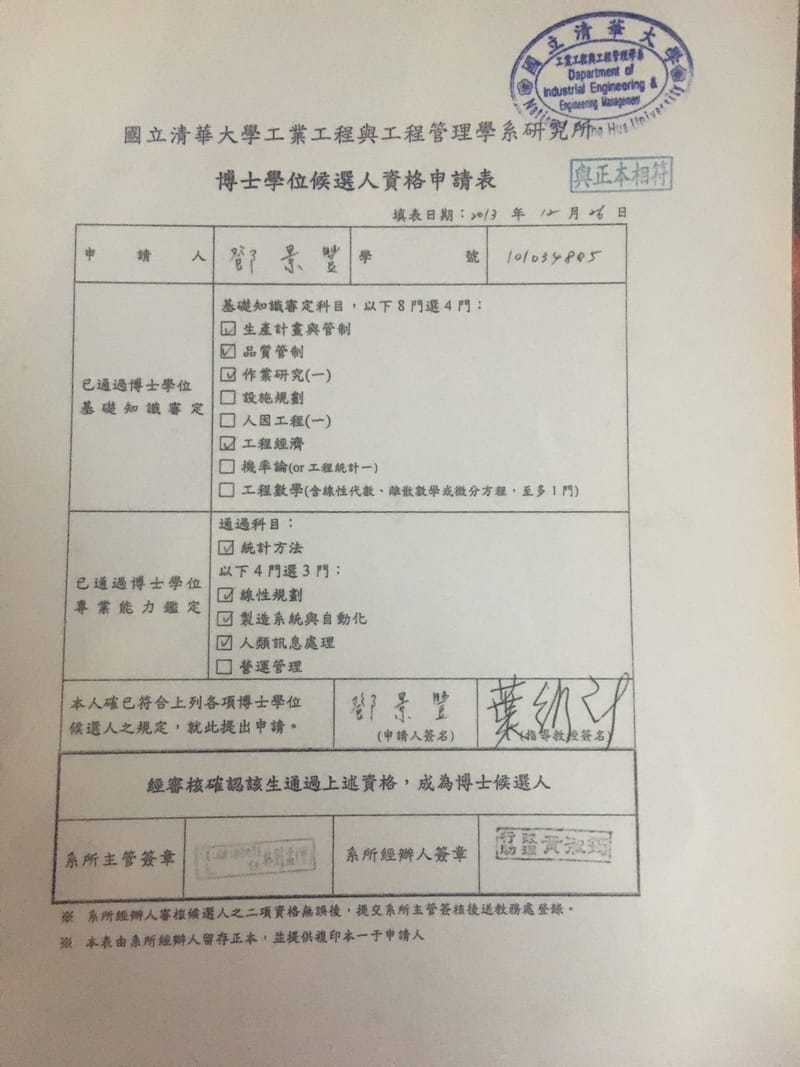 國立清華大學
工業工程與工程管理學系
Dapartment of
Industrial Engineering &
Engineering Management
National Tsing Hua University
國立清華大學工業工程與工程管理學系研究所
博士學位候選人資格申請表
與正本相符
填表日期：2013 年 12 月 26 日
申請人 鄧景豐 學號 101034805
已通過博士學位
基礎知識審定
基礎知識審定科目，以下8門選4門：
☑ 生產計畫與管制
☑ 品質管制
☑ 作業研究(一)
☐ 設施規劃
☐ 人因工程(一)
☑ 工程經濟
☐ 機率論(or 工程統計一)
☐ 工程數學(含線性代數、離散數學或微分方程，至多1門)
已通過博士學位
專業能力鑑定
通過科目：
☑ 統計方法
以下4門選3門：
☑ 線性規劃
☑ 製造系統與自動化
☑ 人類訊息處理
☐ 營運管理
本人確已符合上列各項博士學位
候選人之規定，就此提出申請。
鄧景豐
(申請人簽名)
葉
(指導教授簽名)
經審核確認該生通過上述資格，成為博士候選人
系所主管簽章
系所經辦人簽章
行政助理 黃淑
※ 系所經辦人審核候選人之二項資格無誤後，提交系所主管簽核後送教務處登錄。
※ 本表由系所經辦人留存正本，並提供複印本一于申請人